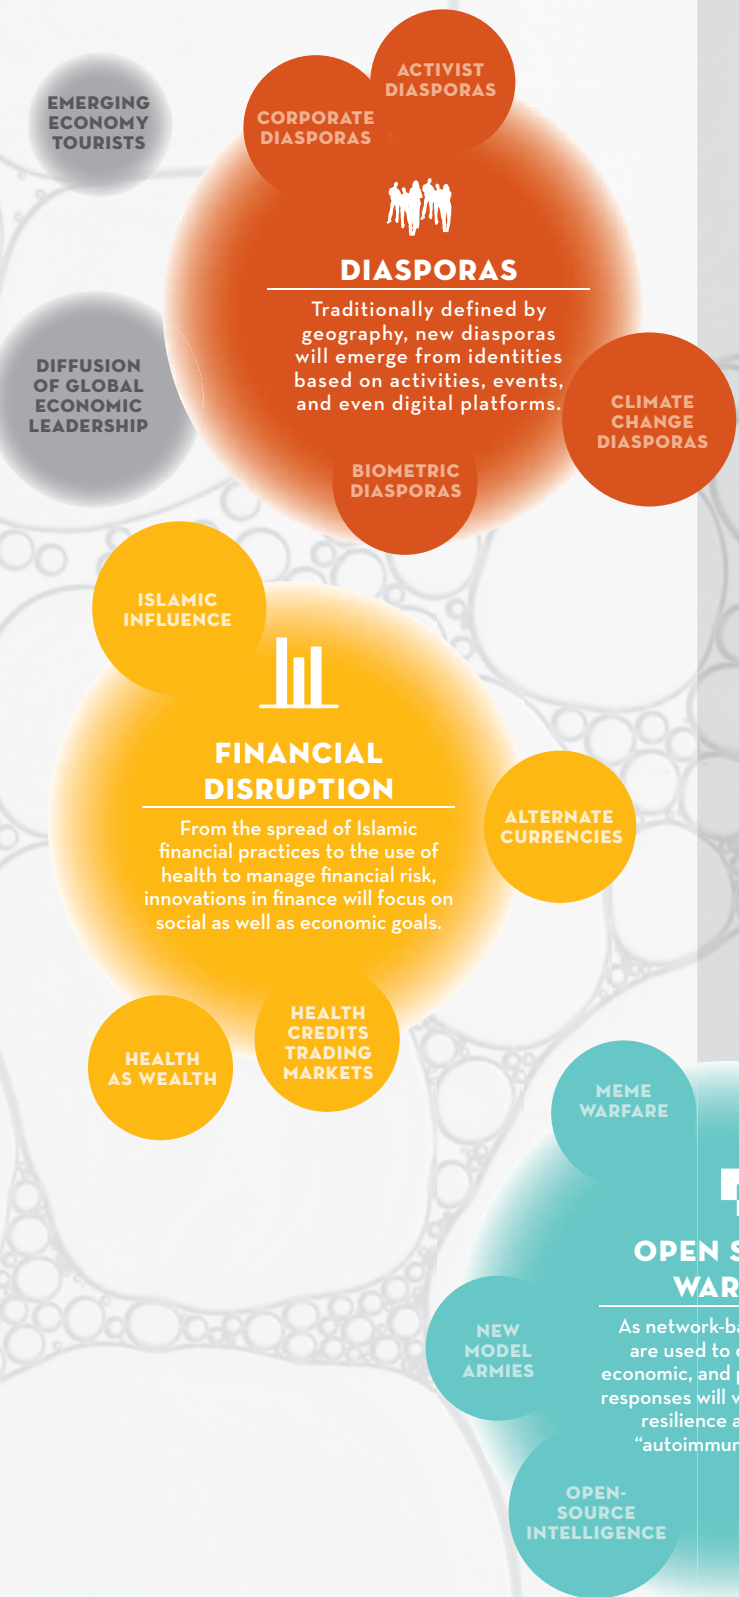 ACTIVIST
DIASPORAS
EMERGING
ECONOMY
TOURISTS
CORPORATE
DIASPORAS
DIASPORAS
Traditionally defined by
geography, new diasporas
will emerge from identities
based on activities, events,
and even digital platforms.
DIFFUSION
OF GLOBAL
ECONOMIC
LEADERSHIP
CLIMATE
CHANGE
DIASPORAS
BIOMETRIC
DIASPORAS
ISLAMIC
INFLUENCE
FINANCIAL
DISRUPTION
From the spread of Islamic
financial practices to the use of
health to manage financial risk,
innovations in finance will focus on
social as well as economic goals.
ALTERNATE
CURRENCIES
HEALTH
CREDITS
TRADING
MARKETS
HEALTH
AS WEALTH
MEME
WARFARE
OPEN
WAR
As
are used to
economic, and
responses will
resilience
NEW
MODEL
ARMIES
OPEN-
SOURCE
INTELLIGENCE